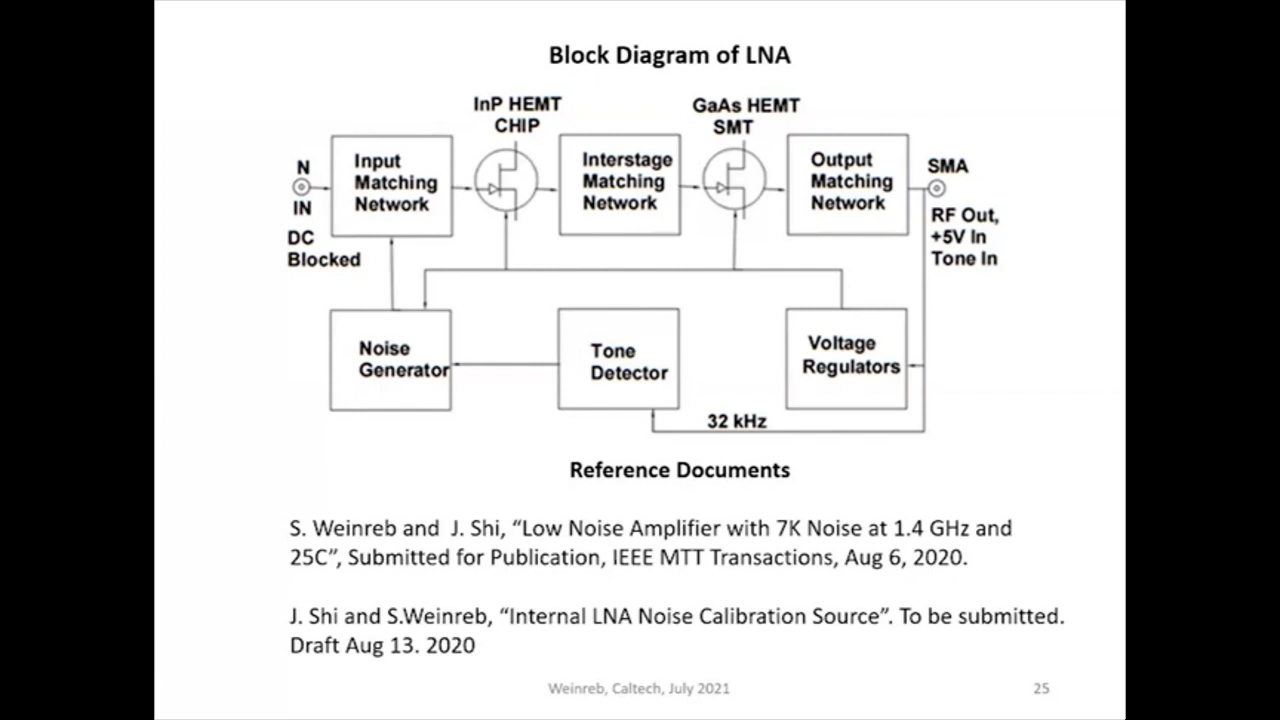 Block Diagram of LNA
InP HEMT
CHIP
GaAs HEMT
SMT
N
IN
DC
Blocked
Input
Matching
Network
Interstage
Matching
Network
Output
Matching
Network
SMA
RF Out,
+5V In
Tone In
Noise
Generator
Tone
Detector
Voltage
Regulators
32 kHz
Reference Documents
S. Weinreb and J. Shi, “Low Noise Amplifier with 7K Noise at 1.4 GHz and
25C”, Submitted for Publication, IEEE MTT Transactions, Aug 6, 2020.
J. Shi and S.Weinreb, “Internal LNA Noise Calibration Source”. To be submitted.
Draft Aug 13. 2020
Weinreb, Caltech, July 2021
25